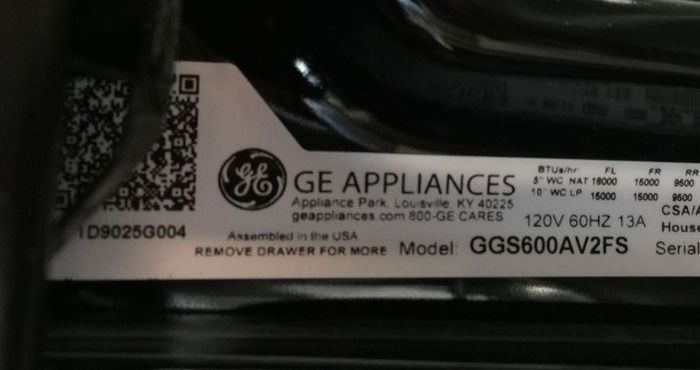 1D9025G004
GE
GE APPLIANCES
Appliance Park, Louisville, KY 40225
geappliances.com 800-GE CARES
Assembled in the USA
REMOVE DRAWER FOR MORE
Model: GGS600AV2FS
BTUs/hr: FL FR RR
5" WC NAT 18000 15000 9500
10" WC LP 15000 15000 9500
120V 60HZ 13A
CSA/A
House
Serial